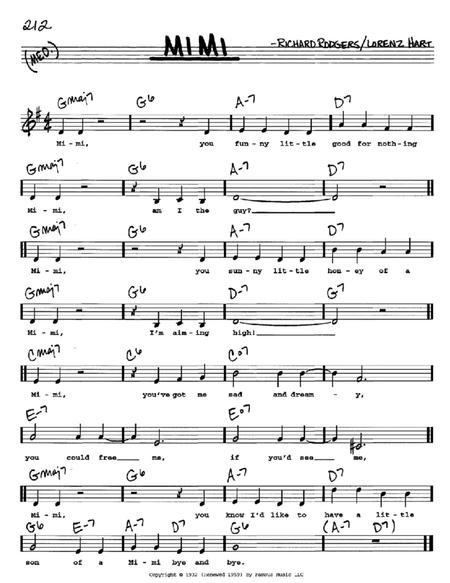 212
(MED.)
MIMI
-RICHARD RODGERS/LORENZ HART
Gmaj7 G6 A-7 D7
Mi - mi, you fun - ny lit - tle good for noth - ing
Gmaj7 G6 A-7 D7
Mi - mi, am I the guy?
Gmaj7 G6 A-7 D7
Mi - mi, you sun - ny lit - tle hon - ey of a
Gmaj7 G6 D-7 G7
Mi - mi, I'm aim - ing high!
Cmaj7 C6 C07
Mi - mi, you've got me sad and dream - y,
E-7 E07
you could free me, if you'd see me,
Gmaj7 G6 A-7 D7
Mi - mi, you know I'd like to have a lit - tle
G6 E-7 A-7 D7 G6 (A-7 D7)
son of a Mi - mi bye and bye.
Copyright © 1932 (Renewed 1959) by Famous Music LLC